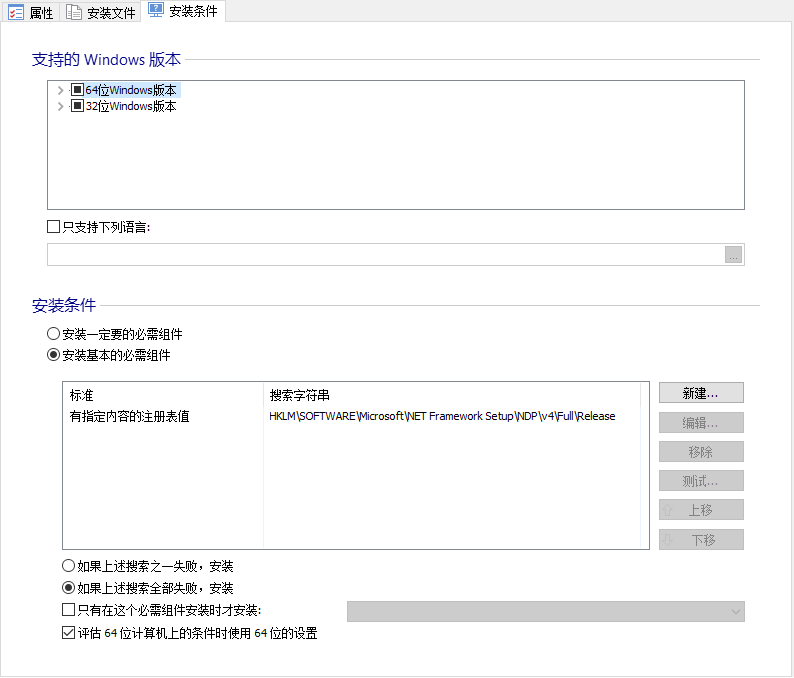 属性 安装文件 安装条件
支持的 Windows 版本
64位Windows版本
32位Windows版本
只支持下列语言:
...
安装条件
安装一定要的必需组件
安装基本的必需组件
标准 搜索字符串 新建...
有指定内容的注册表值 HKLM\SOFTWARE\Microsoft\NET Framework Setup\NDP\v4\Full\Release
编辑...
移除
测试...
上移
下移
如果上述搜索之一失败，安装
如果上述搜索全部失败，安装
只有在这个必需组件安装时才安装:
评估 64 位计算机上的条件时使用 64 位的设置